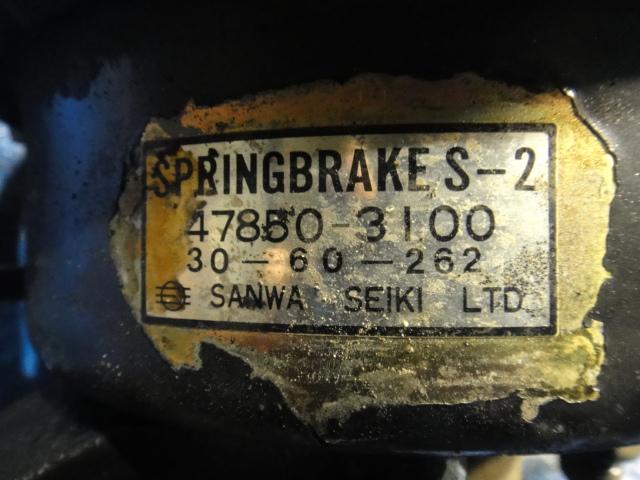 SPRINGBRAKE S-2
47850-3100
30-60-262
SANWA SEIKI LTD